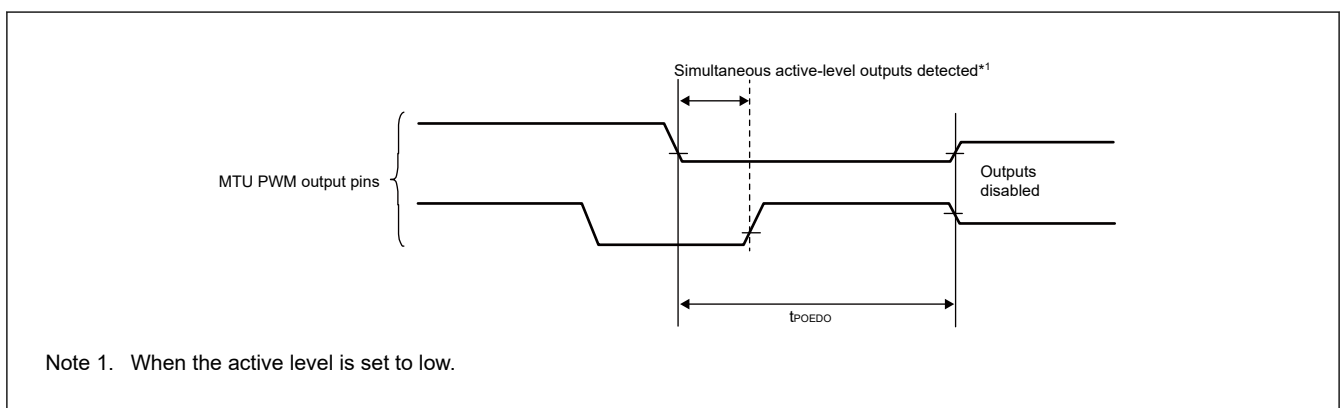 Simultaneous active-level outputs detected*1
MTU PWM output pins
Outputs
disabled
tPOEDO
Note 1. When the active level is set to low.